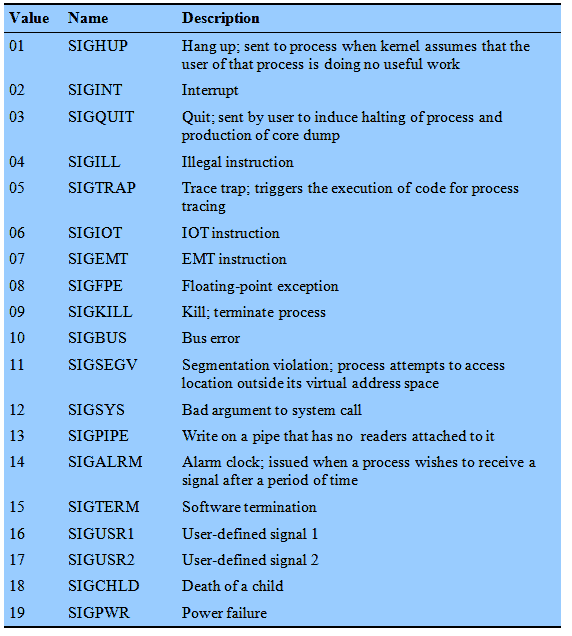 Value Name Description
01 SIGHUP Hang up; sent to process when kernel assumes that the
user of that process is doing no useful work
02 SIGINT Interrupt
03 SIGQUIT Quit; sent by user to induce halting of process and
production of core dump
04 SIGILL Illegal instruction
05 SIGTRAP Trace trap; triggers the execution of code for process
tracing
06 SIGIOT IOT instruction
07 SIGEMT EMT instruction
08 SIGFPE Floating-point exception
09 SIGKILL Kill; terminate process
10 SIGBUS Bus error
11 SIGSEGV Segmentation violation; process attempts to access
location outside its virtual address space
12 SIGSYS Bad argument to system call
13 SIGPIPE Write on a pipe that has no readers attached to it
14 SIGALRM Alarm clock; issued when a process wishes to receive a
signal after a period of time
15 SIGTERM Software termination
16 SIGUSR1 User-defined signal 1
17 SIGUSR2 User-defined signal 2
18 SIGCHLD Death of a child
19 SIGPWR Power failure